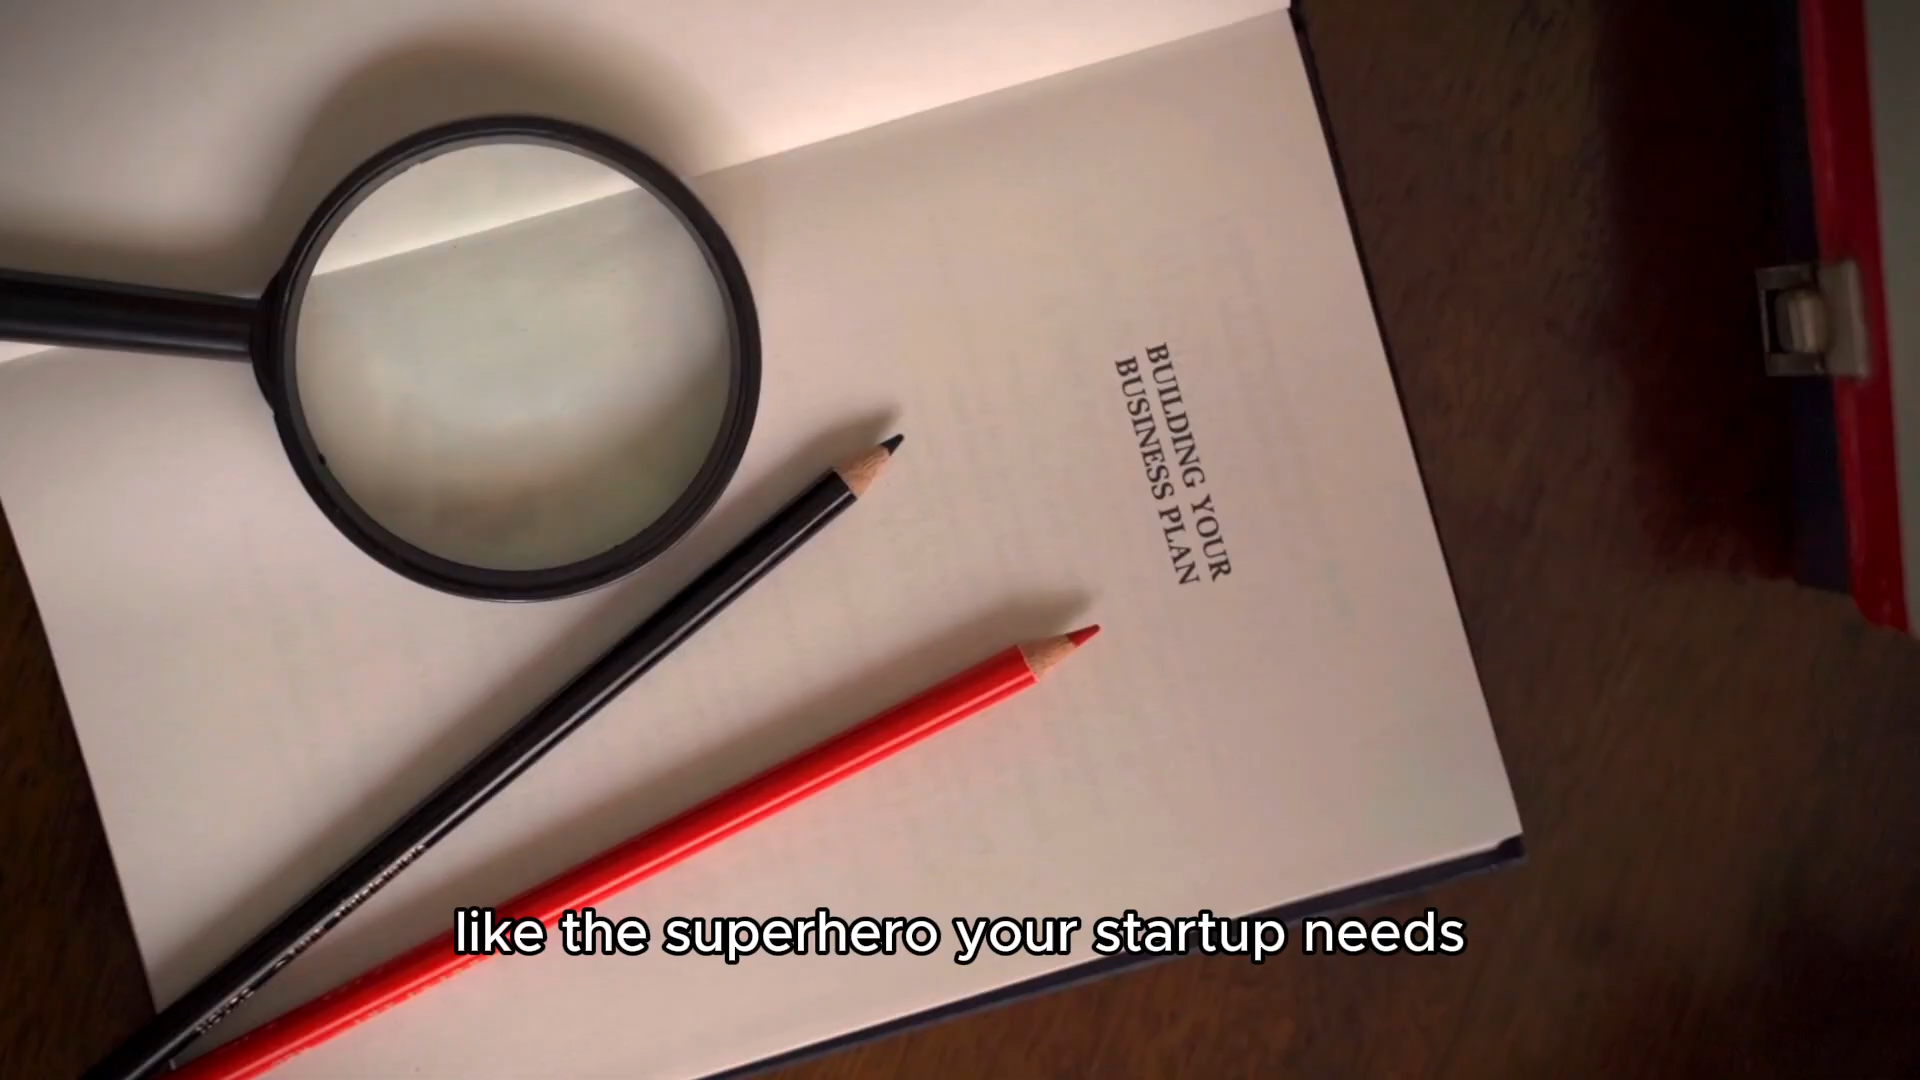 BUILDING YOUR
BUSINESS PLAN
like the superhero your startup needs